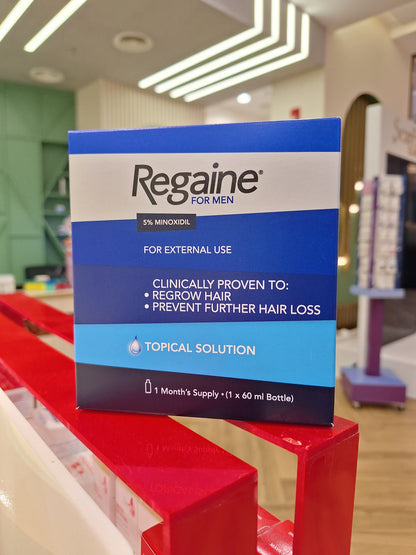 Regaine®
FOR MEN
5% MINOXIDIL
FOR EXTERNAL USE
CLINICALLY PROVEN TO:
• REGROW HAIR
• PREVENT FURTHER HAIR LOSS
TOPICAL SOLUTION
1 Month's Supply • (1 x 60 ml Bottle)